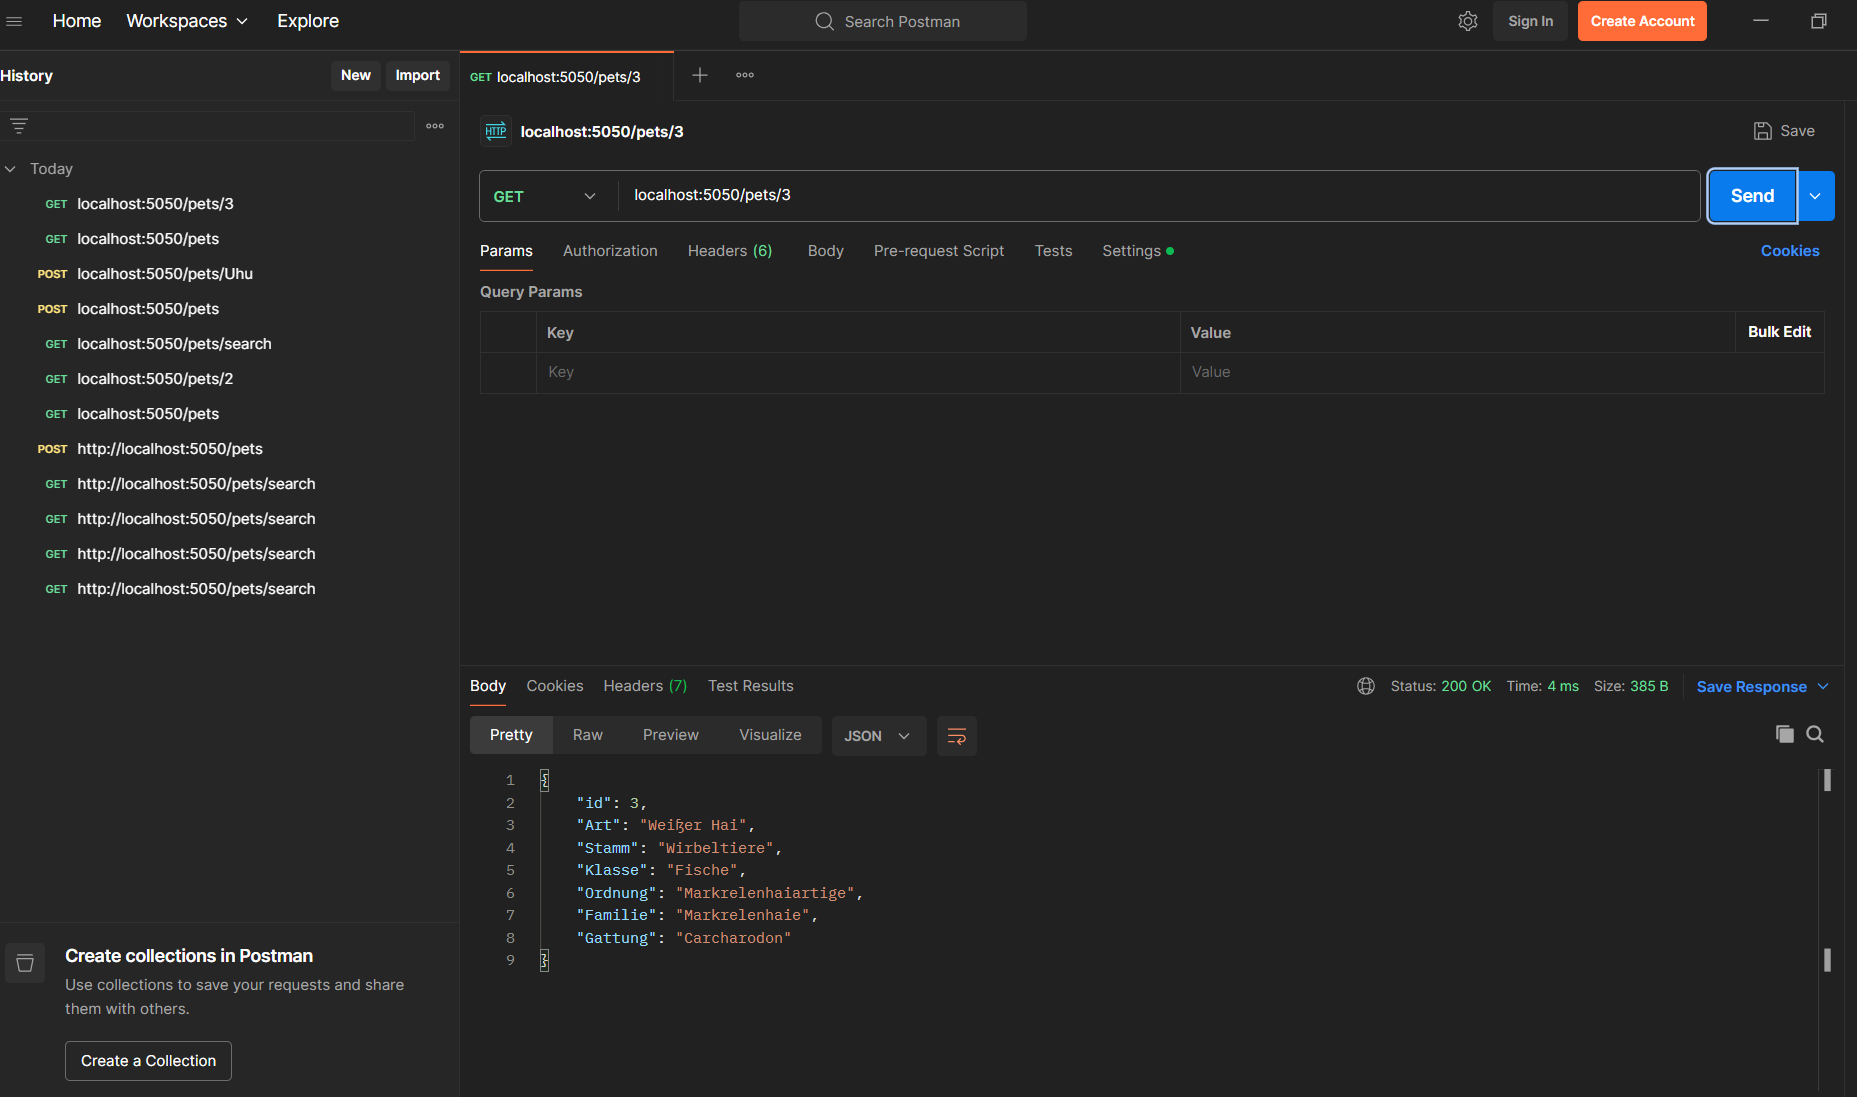 Home Workspaces Explore Search Postman Sign In Create Account
History New Import
GET localhost:5050/pets/3
HTTP localhost:5050/pets/3 Save
Today
GET localhost:5050/pets/3
GET localhost:5050/pets
POST localhost:5050/pets/Uhu
POST localhost:5050/pets
GET localhost:5050/pets/search
GET localhost:5050/pets/2
GET localhost:5050/pets
POST http://localhost:5050/pets
GET http://localhost:5050/pets/search
GET http://localhost:5050/pets/search
GET http://localhost:5050/pets/search
GET http://localhost:5050/pets/search
Create collections in Postman
Use collections to save your requests and share
them with others.
Create a Collection
GET localhost:5050/pets/3 Send
Params Authorization Headers (6) Body Pre-request Script Tests Settings Cookies
Query Params
Key Value Bulk Edit
Key Value
Body Cookies Headers (7) Test Results Status: 200 OK Time: 4 ms Size: 385 B Save Response
Pretty Raw Preview Visualize JSON
1 {
2 "id": 3,
3 "Art": "Weißer Hai",
4 "Stamm": "Wirbeltiere",
5 "Klasse": "Fische",
6 "Ordnung": "Markrelenhaiartige",
7 "Familie": "Markrelenhaie",
8 "Gattung": "Carcharodon"
9 }